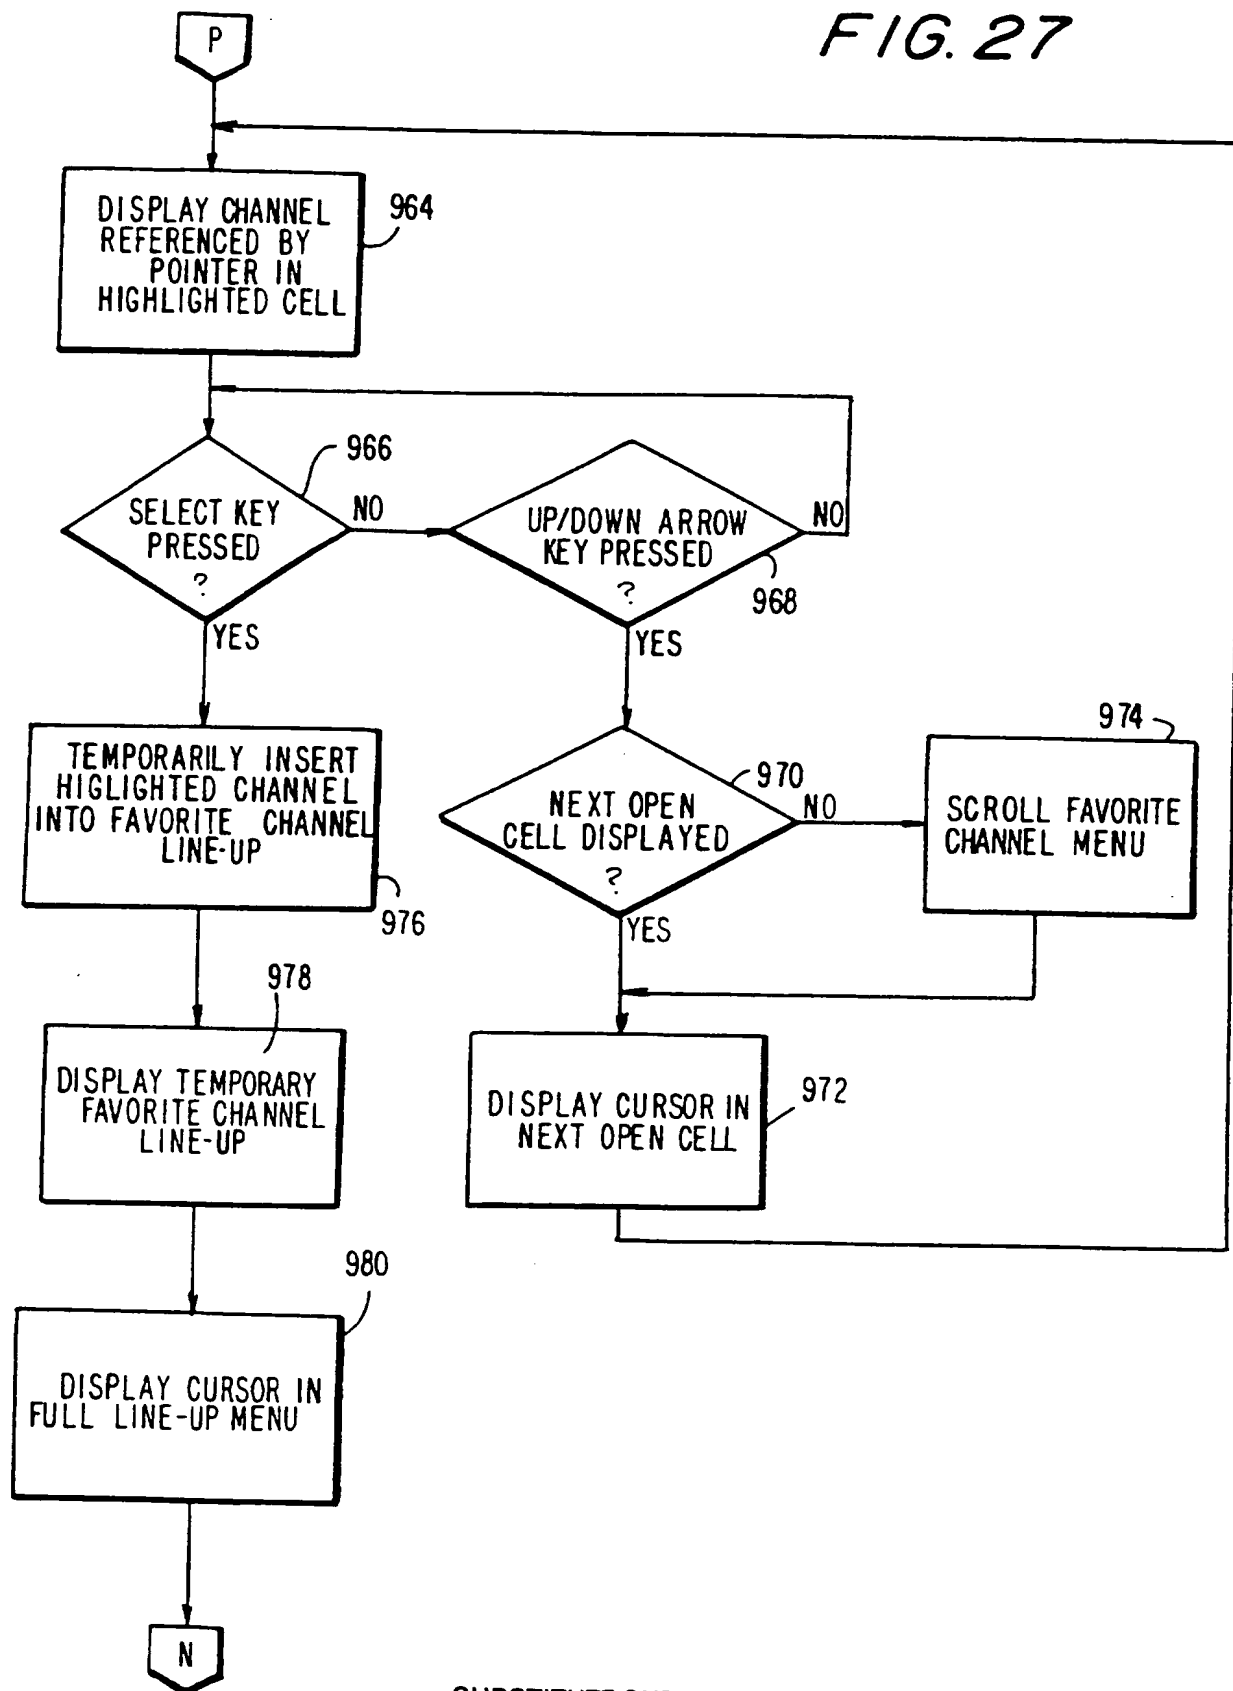 FIG. 27
P
DISPLAY CHANNEL
REFERENCED BY
POINTER IN
HIGHLIGHTED CELL
964
966
SELECT KEY
PRESSED
?
NO
YES
UP/DOWN ARROW
KEY PRESSED
?
NO
968
YES
TEMPORARILY INSERT
HIGLIGHTED CHANNEL
INTO FAVORITE CHANNEL
LINE-UP
976
NEXT OPEN
CELL DISPLAYED
?
970
NO
YES
974
SCROLL FAVORITE
CHANNEL MENU
978
DISPLAY TEMPORARY
FAVORITE CHANNEL
LINE-UP
DISPLAY CURSOR IN
NEXT OPEN CELL
972
980
DISPLAY CURSOR IN
FULL LINE-UP MENU
N